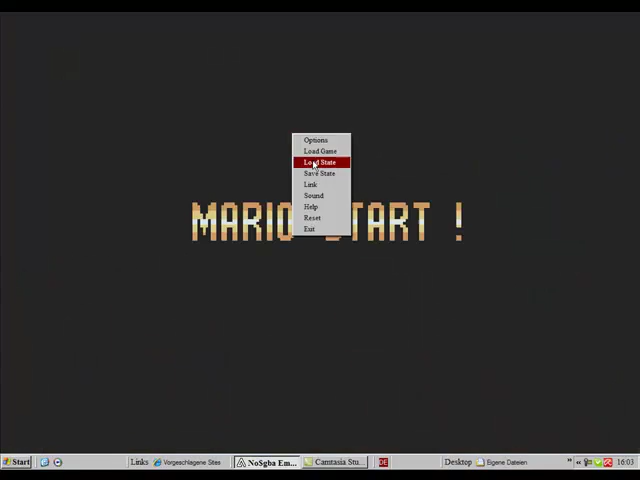 Options
Load Game
Load State
Save State
Link
Sound
Help
Reset
Exit
MARIO START !
Start
Links
Vorgeschlagene Sites
NoSgba Em...
Camtasia Stu...
DE
Desktop
»
Eigene Dateien
»
«
16:03